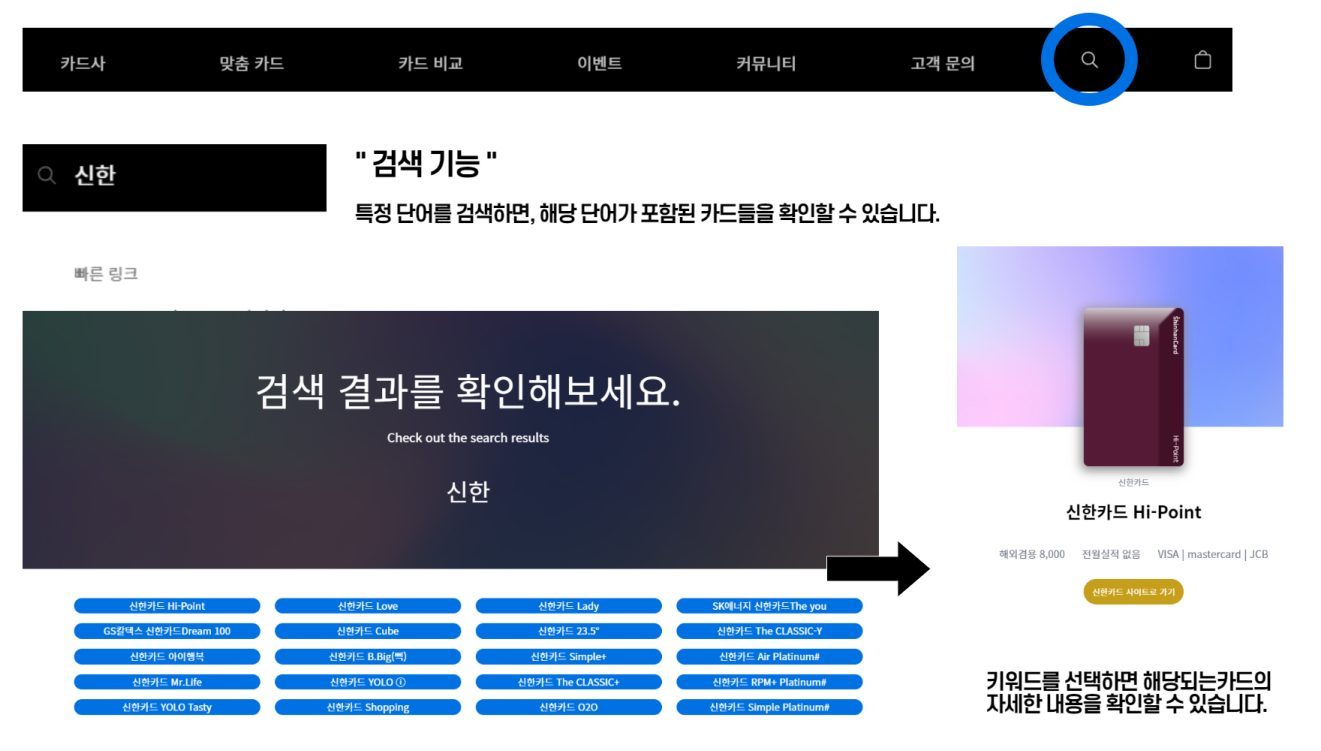 카드사 맞춤 카드 카드 비교 이벤트 커뮤니티 고객 문의
신한
" 검색 기능 "
특정 단어를 검색하면, 해당 단어가 포함된 카드들을 확인할 수 있습니다.
빠른 링크
검색 결과를 확인해보세요.
Check out the search results
신한
신한카드 Hi-Point 신한카드 Love 신한카드 Lady SK에너지 신한카드The you
GS칼텍스 신한카드Dream 100 신한카드 Cube 신한카드 23.5° 신한카드 The CLASSIC-Y
신한카드 아이행복 신한카드 B.Big(삑) 신한카드 Simple+ 신한카드 Air Platinum#
신한카드 Mr.Life 신한카드 YOLO ⓘ 신한카드 The CLASSIC+ 신한카드 RPM+ Platinum#
신한카드 YOLO Tasty 신한카드 Shopping 신한카드 O2O 신한카드 Simple Platinum#
ShinhanCard
Hi-Point
신한카드
신한카드 Hi-Point
해외겸용 8,000 전월실적 없음 VISA | mastercard | JCB
신한카드 사이트로 가기
키워드를 선택하면 해당되는카드의
자세한 내용을 확인할 수 있습니다.